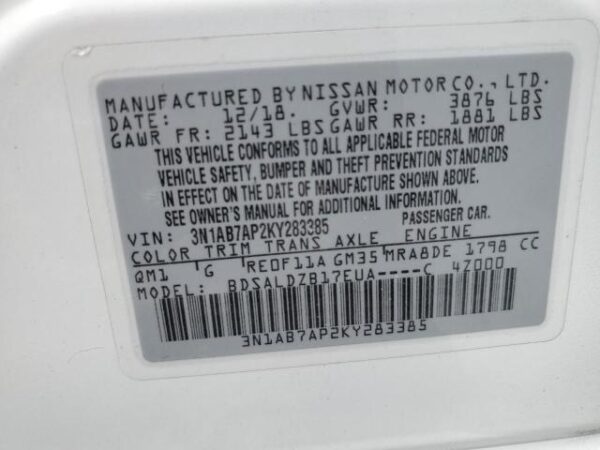 MANUFACTURED BY NISSAN MOTOR CO., LTD.
DATE: 12/18. GVWR: 3876 LBS
GAWR FR: 2143 LBS GAWR RR: 1881 LBS
THIS VEHICLE CONFORMS TO ALL APPLICABLE FEDERAL MOTOR
VEHICLE SAFETY, BUMPER AND THEFT PREVENTION STANDARDS
IN EFFECT ON THE DATE OF MANUFACTURE SHOWN ABOVE.
SEE OWNER'S MANUAL FOR ADDITIONAL INFORMATION.
VIN: 3N1AB7AP2KY283385 PASSENGER CAR.
COLOR TRIM TRANS AXLE ENGINE
QM1 G RE0F11A GM35 MRA8DE 1798 CC
MODEL: BDSALDZB17EUA----C 4Z000
3N1AB7AP2KY283385